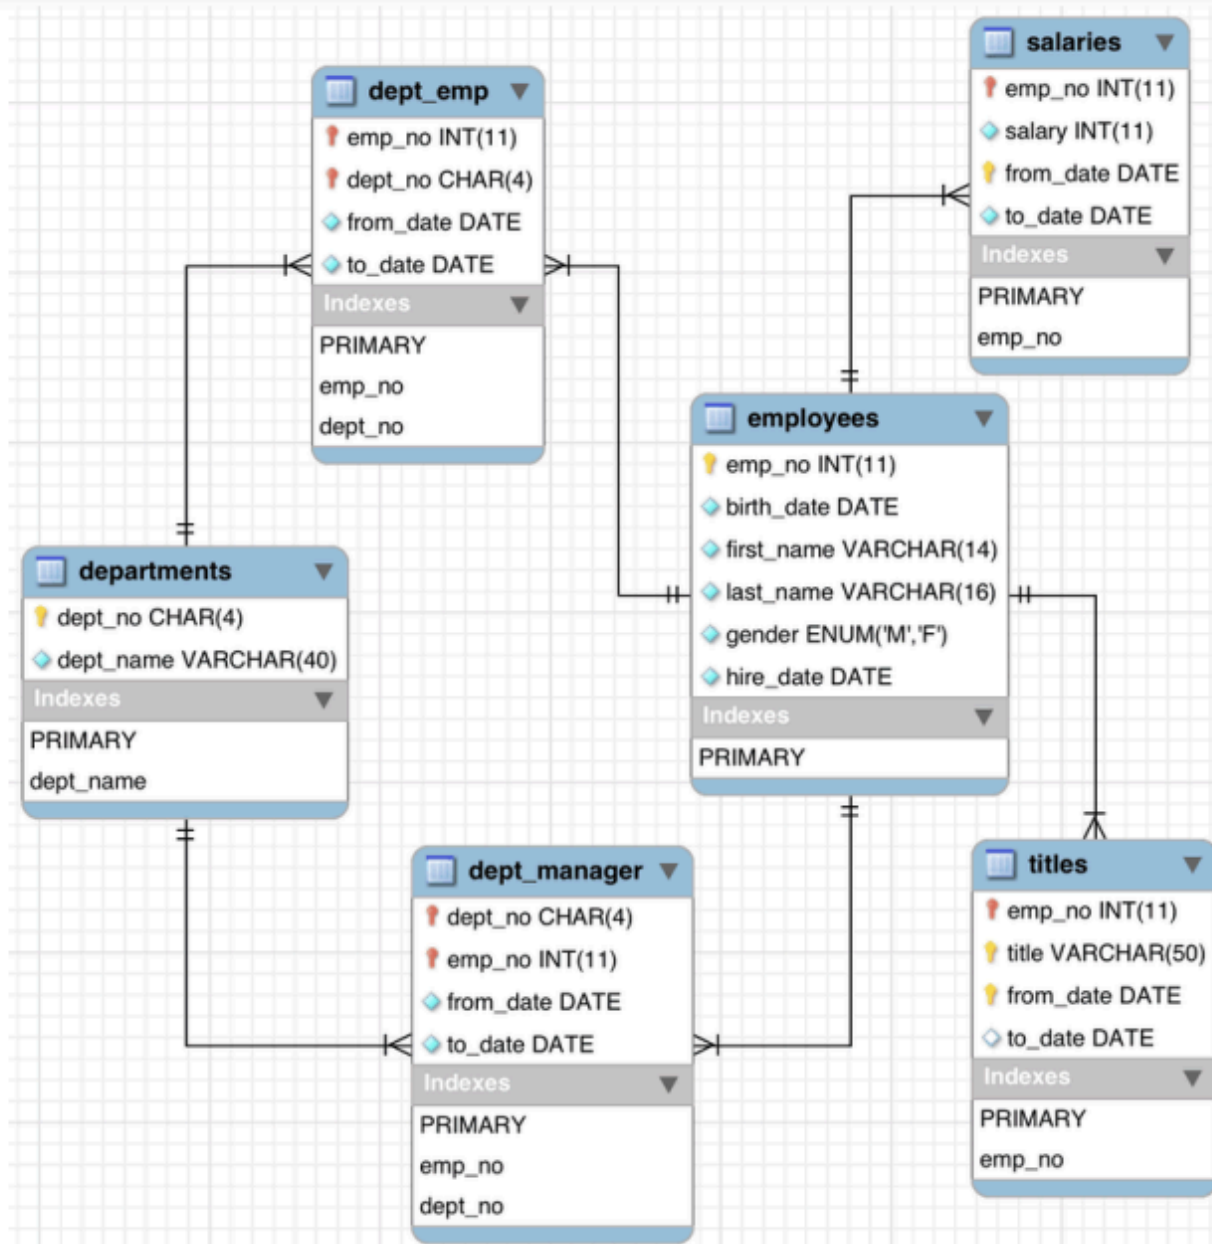 dept_emp
emp_no INT(11)
dept_no CHAR(4)
from_date DATE
to_date DATE
Indexes
PRIMARY
emp_no
dept_no
salaries
emp_no INT(11)
salary INT(11)
from_date DATE
to_date DATE
Indexes
PRIMARY
emp_no
employees
emp_no INT(11)
birth_date DATE
first_name VARCHAR(14)
last_name VARCHAR(16)
gender ENUM('M','F')
hire_date DATE
Indexes
PRIMARY
departments
dept_no CHAR(4)
dept_name VARCHAR(40)
Indexes
PRIMARY
dept_name
dept_manager
dept_no CHAR(4)
emp_no INT(11)
from_date DATE
to_date DATE
Indexes
PRIMARY
emp_no
dept_no
titles
emp_no INT(11)
title VARCHAR(50)
from_date DATE
to_date DATE
Indexes
PRIMARY
emp_no